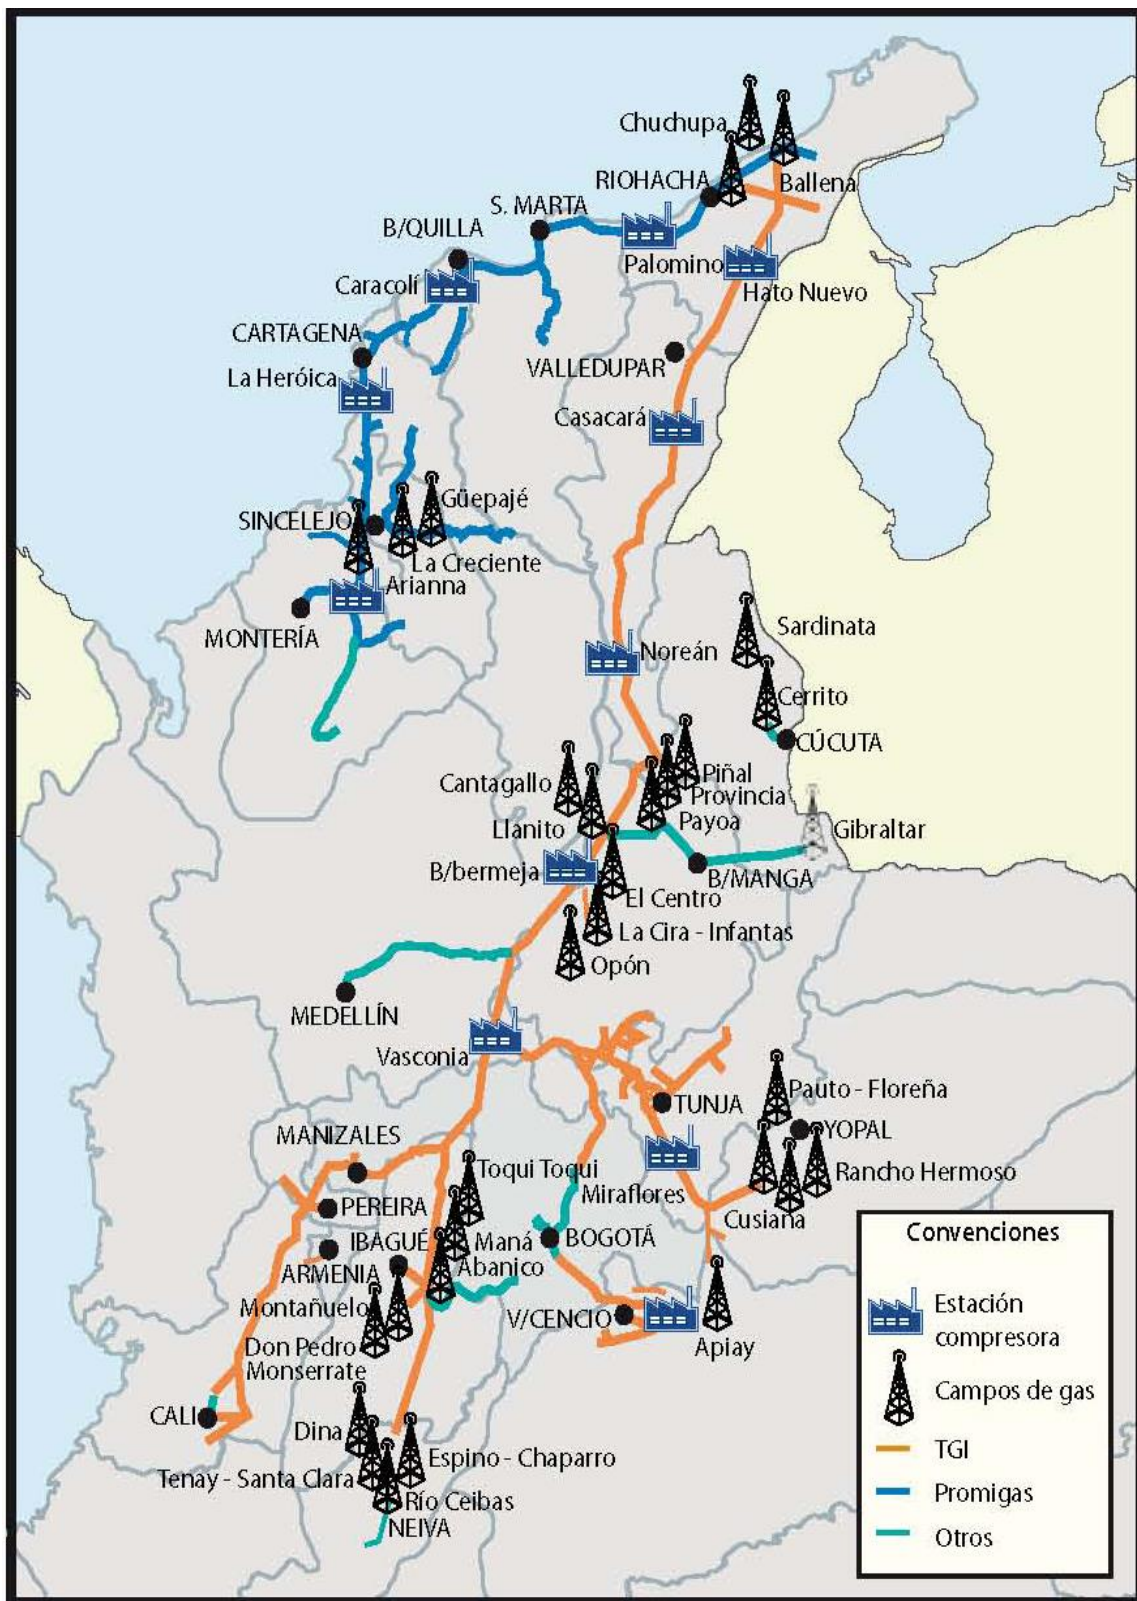 Chuchupa
RIOHACHA
Ballena
S. MARTA
B/QUILLA
Palomino
Caracolí
Hato Nuevo
CARTAGENA
VALLEDUPAR
La Heróica
Casacará
Güepajé
SINCELEJO
La Creciente
Arianna
MONTERÍA
Sardinata
Noreán
Cerrito
CÚCUTA
Cantagallo
Piñal
Provincia
Payoa
Llanito
Gibraltar
B/bermeja
B/MANGA
El Centro
La Cira - Infantas
Opón
MEDELLÍN
Vasconia
Pauto - Floreña
TUNJA
YOPAL
MANIZALES
Toqui Toqui
Rancho Hermoso
Miraflores
PEREIRA
Cusiana
IBAGUÉ
Maná
BOGOTÁ
Abanico
ARMENIA
Montañuelo
V/CENCIO
Don Pedro
Apiay
Monserrate
CALI
Dina
Espino - Chaparro
Tenay - Santa Clara
Río Ceibas
NEIVA
Convenciones
Estación
compresora
Campos de gas
TGI
Promigas
Otros